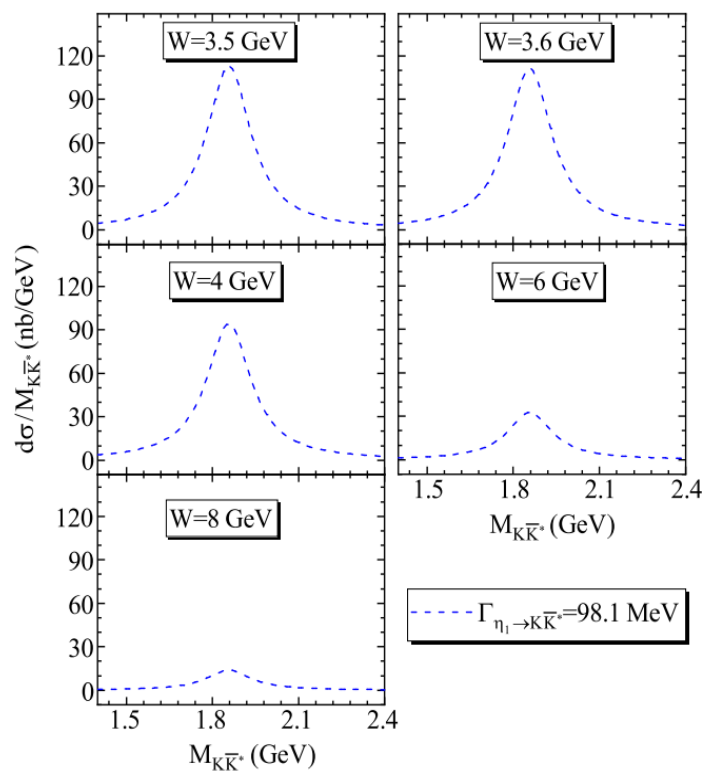 W=3.5 GeV
W=3.6 GeV
120
90
60
30
0
W=4 GeV
W=6 GeV
120
90
60
30
0
dσ/M_{KK̅*} (nb/GeV)
1.5 1.8 2.1 2.4
M_{KK̅*} (GeV)
W=8 GeV
120
90
60
30
0
Γ_{η₁→KK̅*}=98.1 MeV
1.5 1.8 2.1 2.4
M_{KK̅*} (GeV)